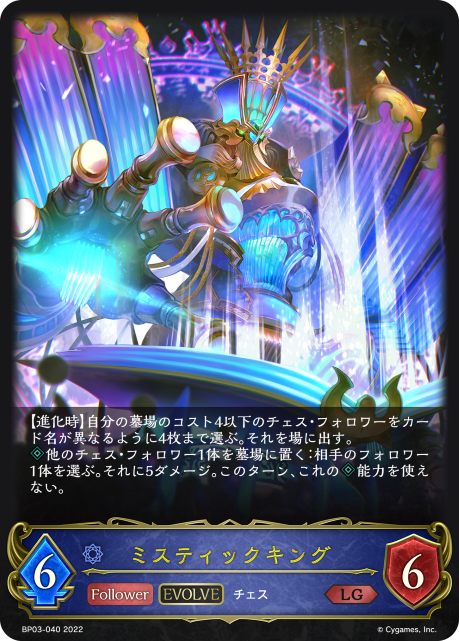 【進化時】自分の墓場のコスト4以下のチェス・フォロワーをカー
ド名が異なるように4枚まで選ぶ。それを場に出す。
他のチェス・フォロワー1体を墓場に置く:相手のフォロワー
1体を選ぶ。それに5ダメージ。このターン、これの能力を使え
ない。
ミスティックキング
6
Follower EVOLVE チェス LG
6
BP03-040 2022
© Cygames, Inc.